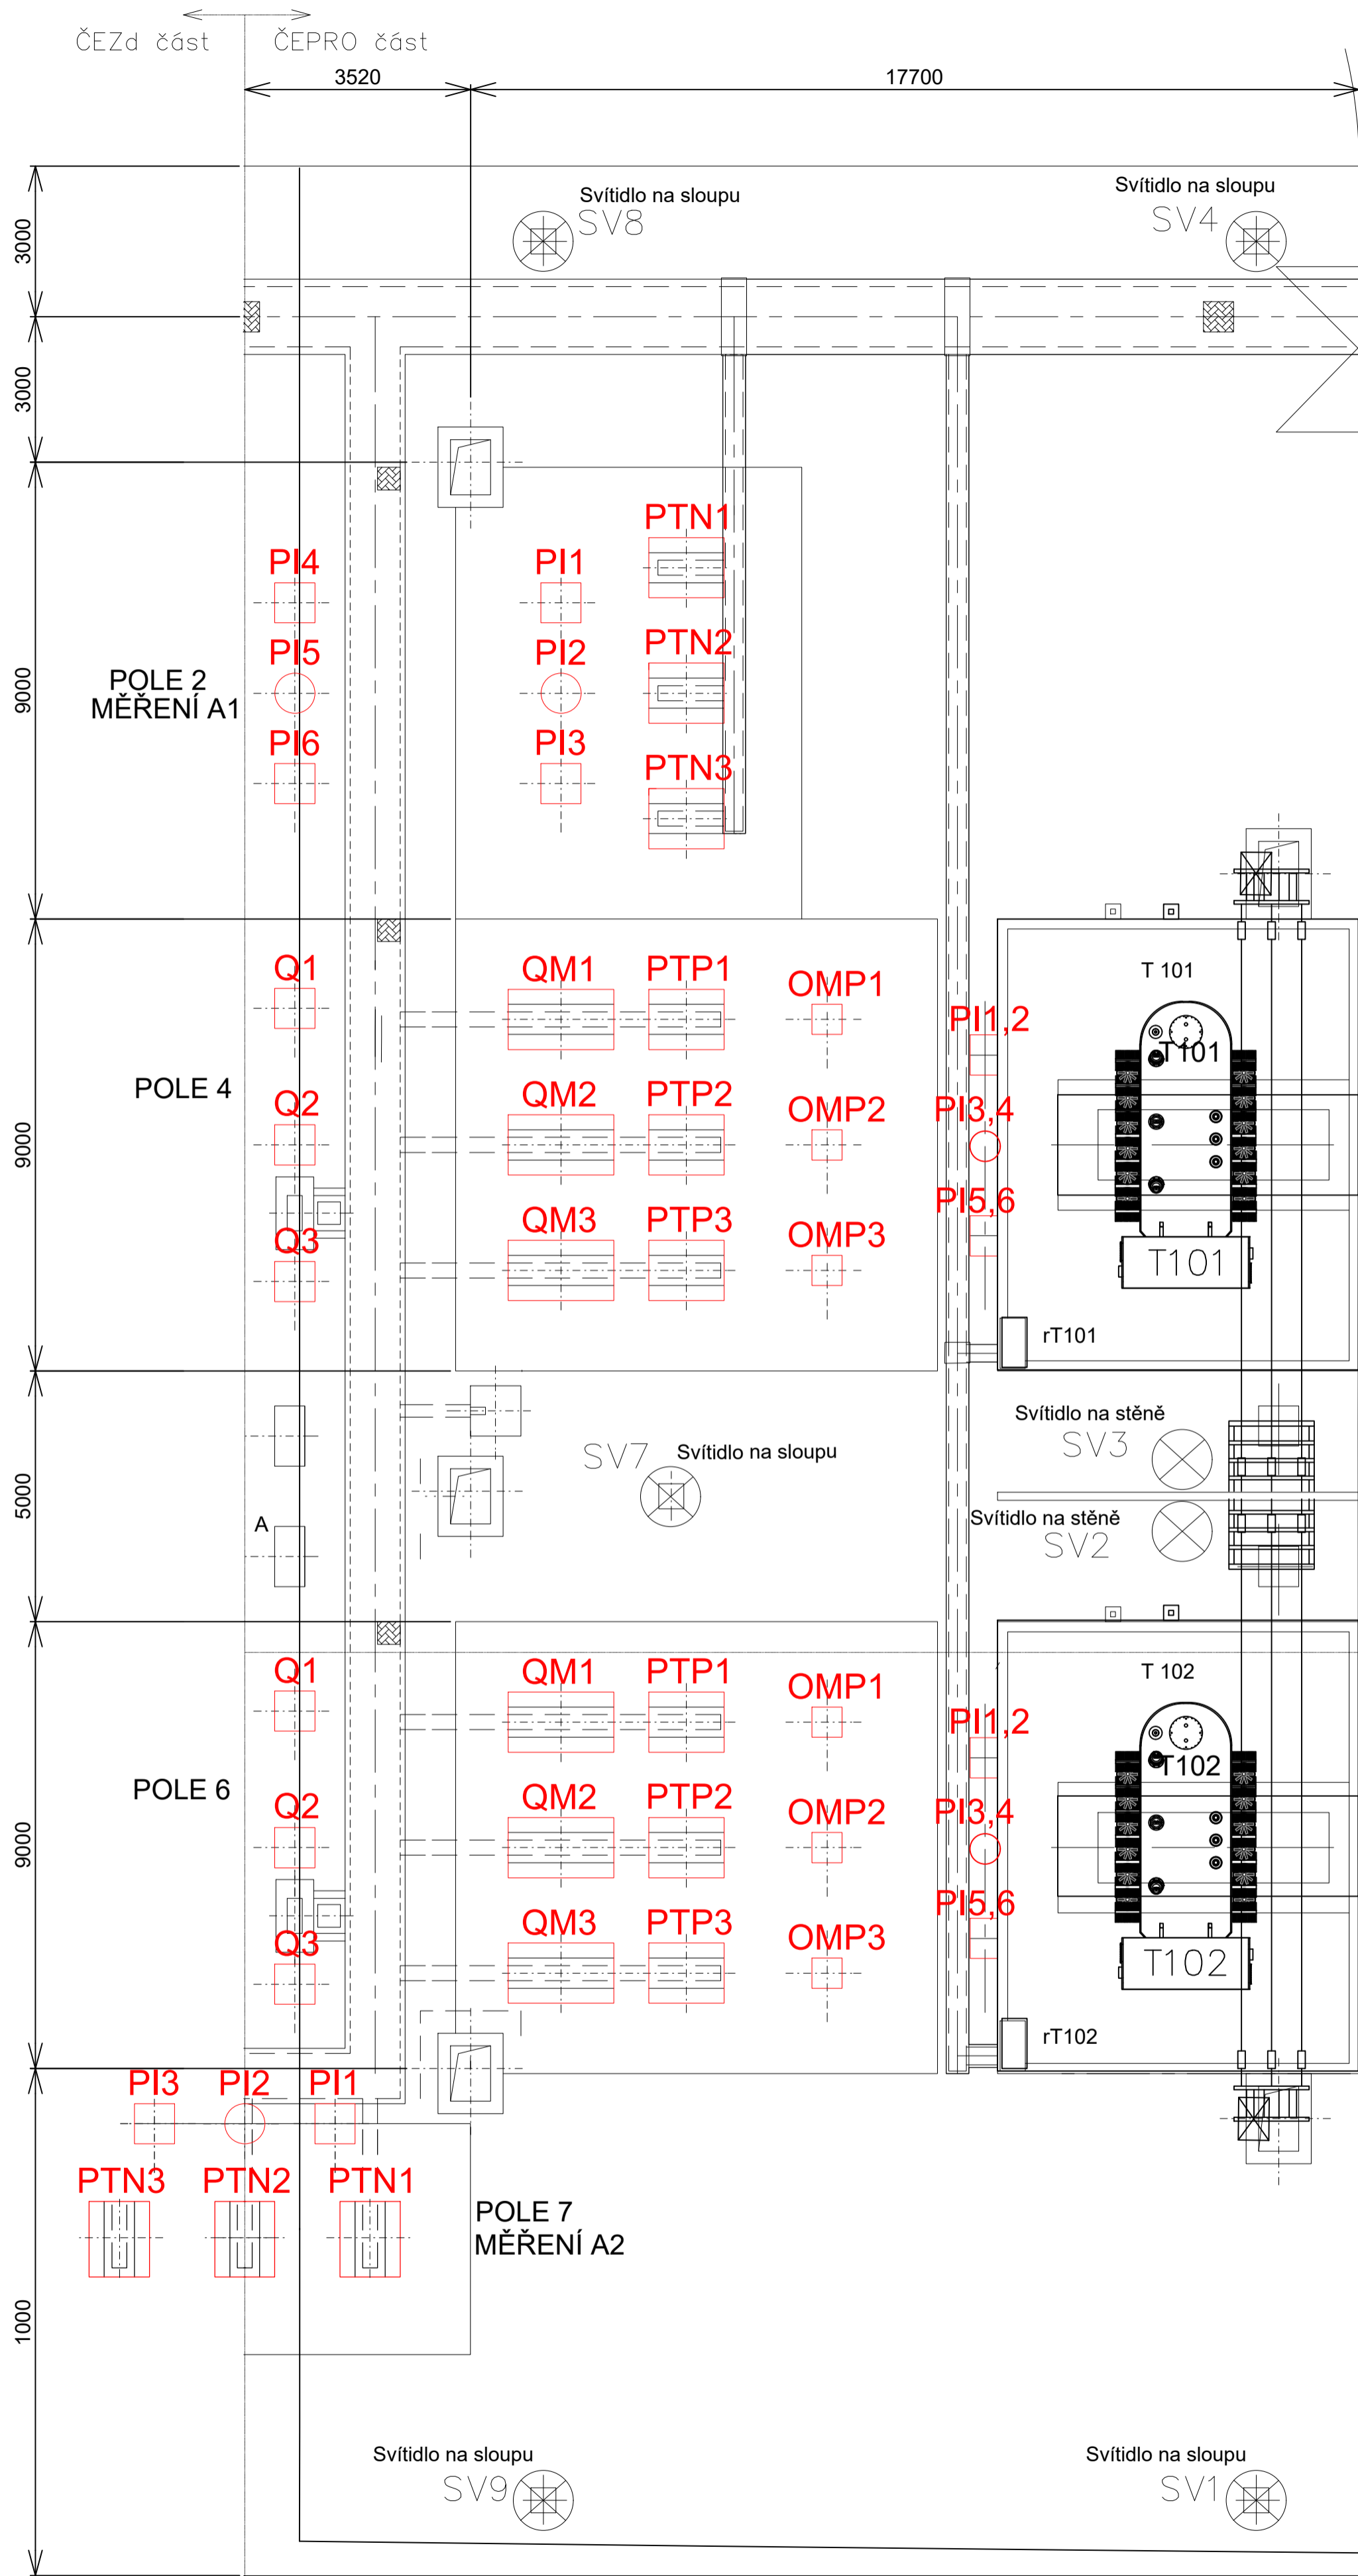 ČEZd část
ČEPRO část
3520
17700
Svítidlo na sloupu
SV8
Svítidlo na sloupu
SV4
3000
3000
9000
PTN1
PI4
PI1
PTN2
PI5
PI2
POLE 2
MĚŘENÍ A1
PI6
PI3
PTN3
9000
Q1
QM1
PTP1
OMP1
T 101
PI1,2
T101
POLE 4
Q2
QM2
PTP2
OMP2
PI3,4
PI5,6
Q3
QM3
PTP3
OMP3
T101
rT101
5000
Svítidlo na stěně
SV3
SV7
Svítidlo na sloupu
A
Svítidlo na stěně
SV2
9000
Q1
QM1
PTP1
OMP1
T 102
PI1,2
T102
POLE 6
Q2
QM2
PTP2
OMP2
PI3,4
PI5,6
Q3
QM3
PTP3
OMP3
T102
rT102
PI3
PI2
PI1
PTN3
PTN2
PTN1
POLE 7
MĚŘENÍ A2
1000
Svítidlo na sloupu
SV9
Svítidlo na sloupu
SV1